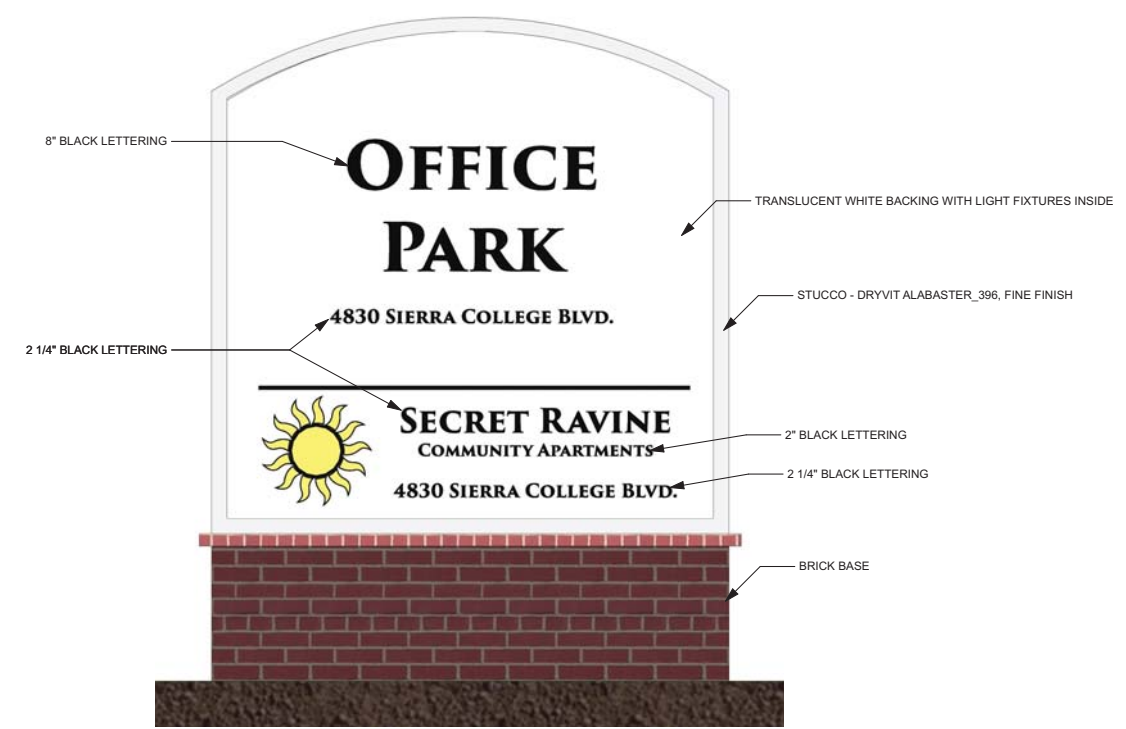 8" BLACK LETTERING
OFFICE
PARK
TRANSLUCENT WHITE BACKING WITH LIGHT FIXTURES INSIDE
STUCCO - DRYVIT ALABASTER_396, FINE FINISH
4830 SIERRA COLLEGE BLVD.
2 1/4" BLACK LETTERING
SECRET RAVINE
COMMUNITY APARTMENTS
2" BLACK LETTERING
4830 SIERRA COLLEGE BLVD.
2 1/4" BLACK LETTERING
BRICK BASE